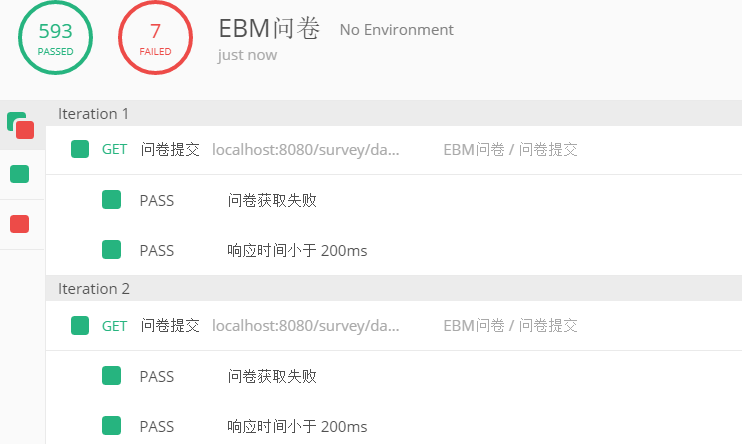 593
PASSED
7
FAILED
EBM问卷 No Environment
just now
Iteration 1
GET 问卷提交 localhost:8080/survey/da... EBM问卷 / 问卷提交
PASS 问卷获取失败
PASS 响应时间小于 200ms
Iteration 2
GET 问卷提交 localhost:8080/survey/da... EBM问卷 / 问卷提交
PASS 问卷获取失败
PASS 响应时间小于 200ms